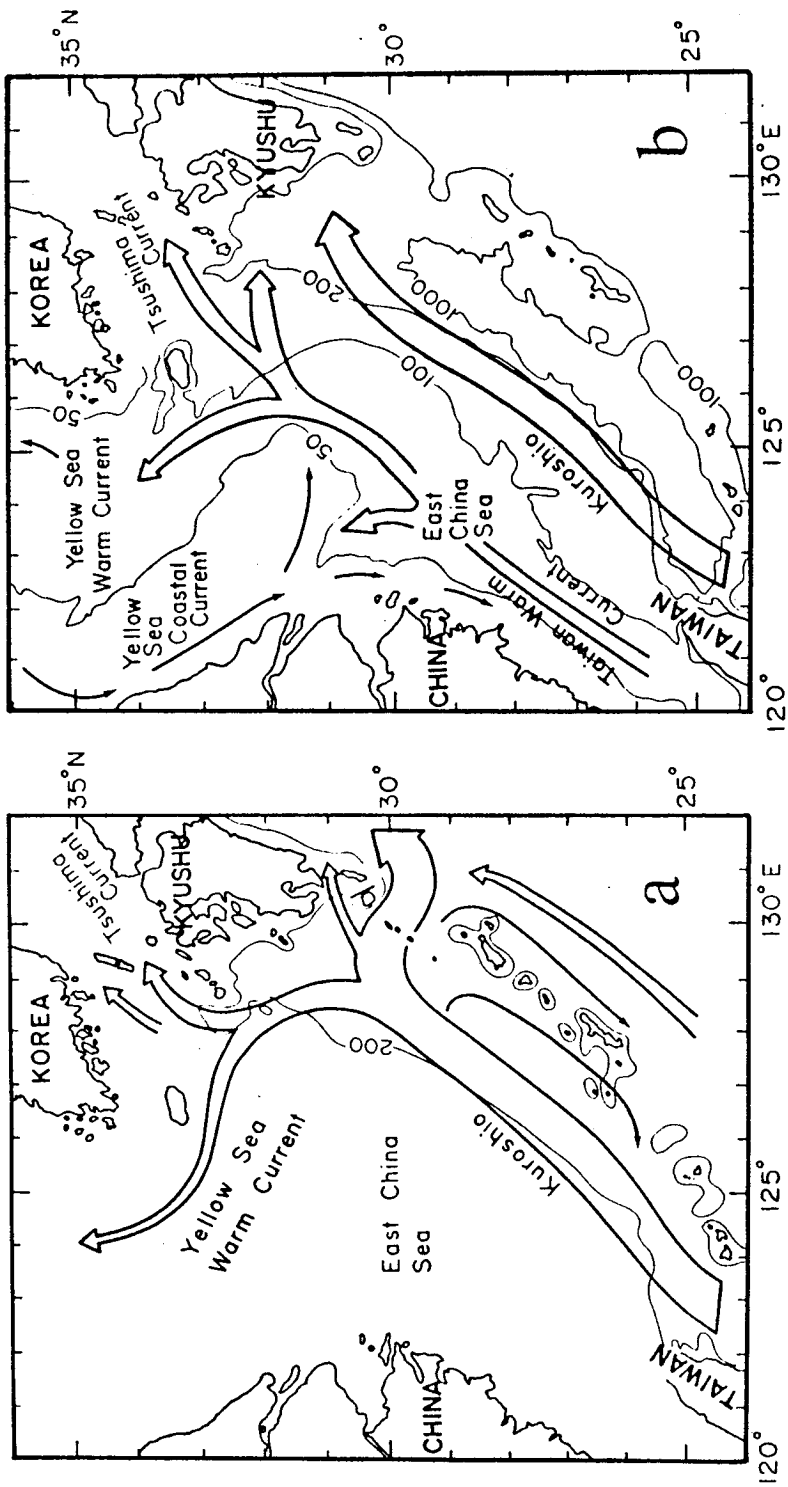 35°N
30°
25°
120°
125°
130°E
KOREA
Tsushima
Current
KYUSHU
Yellow Sea
Warm Current
200
East China
Sea
Kuroshio
CHINA
TAIWAN
a
35°N
30°
25°
120°
125°
130°E
KOREA
Tsushima
Current
KYUSHU
50
Yellow Sea
Warm Current
Yellow
Sea
Coastal
Current
50
100
200
1000
1000
East
China
Sea
Kuroshio
Taiwan Warm
Current
CHINA
TAIWAN
b